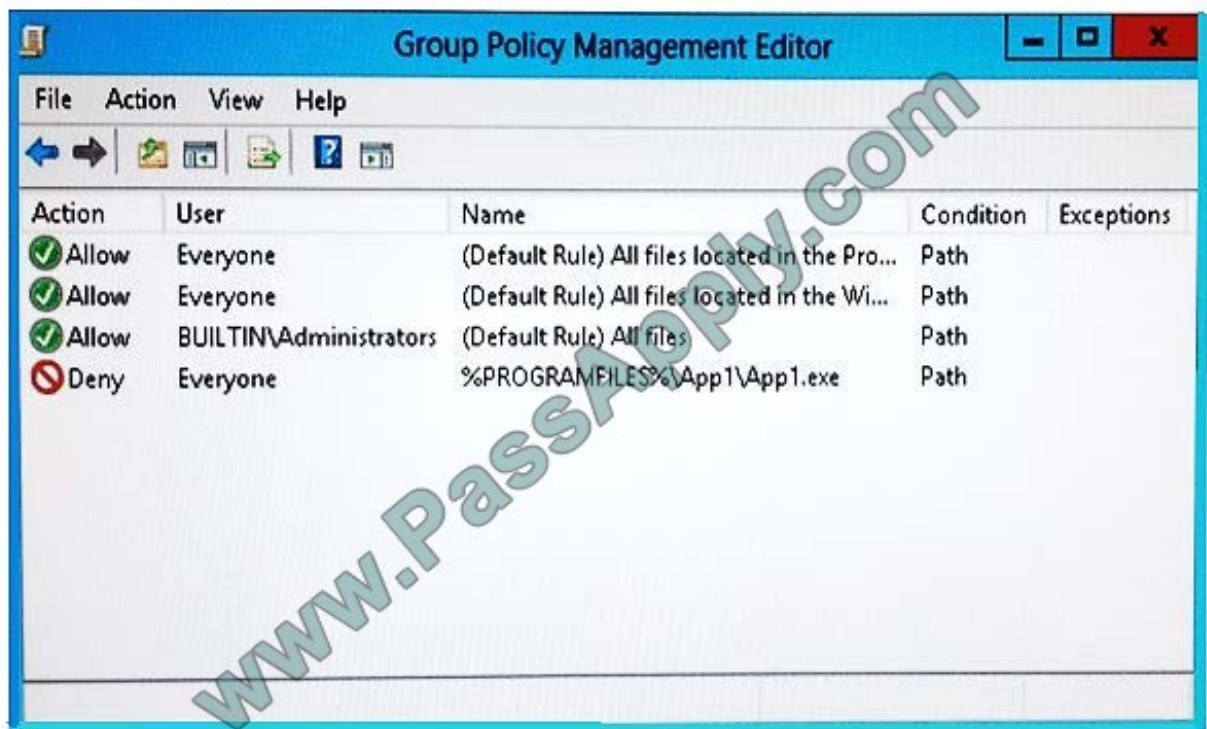 Group Policy Management Editor
File Action View Help
Action User Name Condition Exceptions
Allow Everyone (Default Rule) All files located in the Pro... Path
Allow Everyone (Default Rule) All files located in the Wi... Path
Allow BUILTIN\Administrators (Default Rule) All files Path
Deny Everyone %PROGRAMFILES%\App1\App1.exe Path
www.PassApply.com